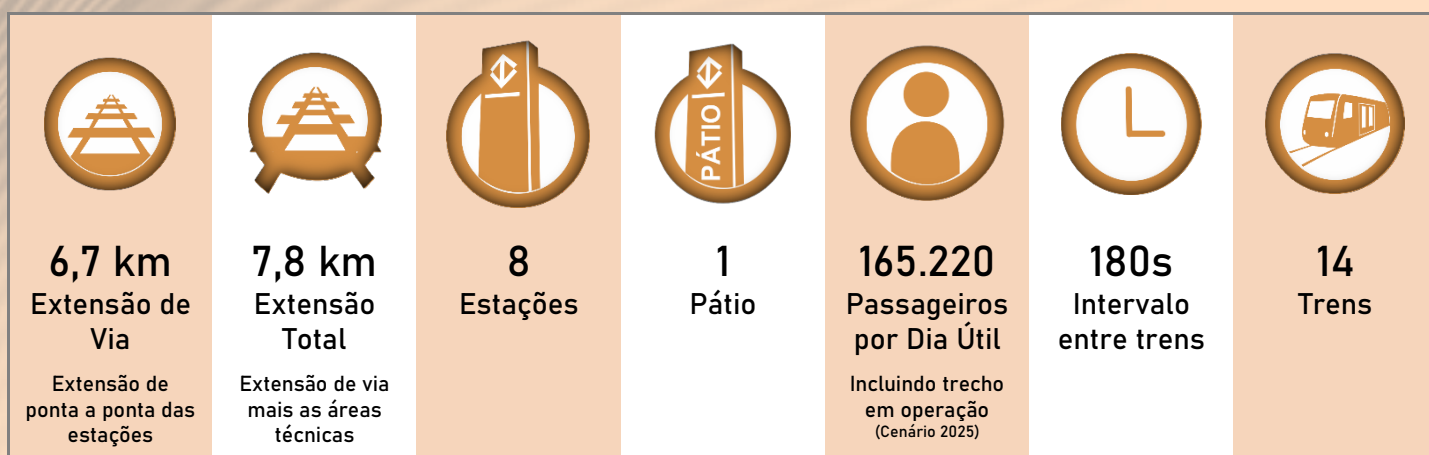 6,7 km
Extensão de
Via
Extensão de
ponta a ponta das
estações
7,8 km
Extensão
Total
Extensão de via
mais as áreas
técnicas
8
Estações
PÁTIO
1
Pátio
165.220
Passageiros
por Dia Útil
Incluindo trecho
em operação
(Cenário 2025)
180s
Intervalo
entre trens
14
Trens